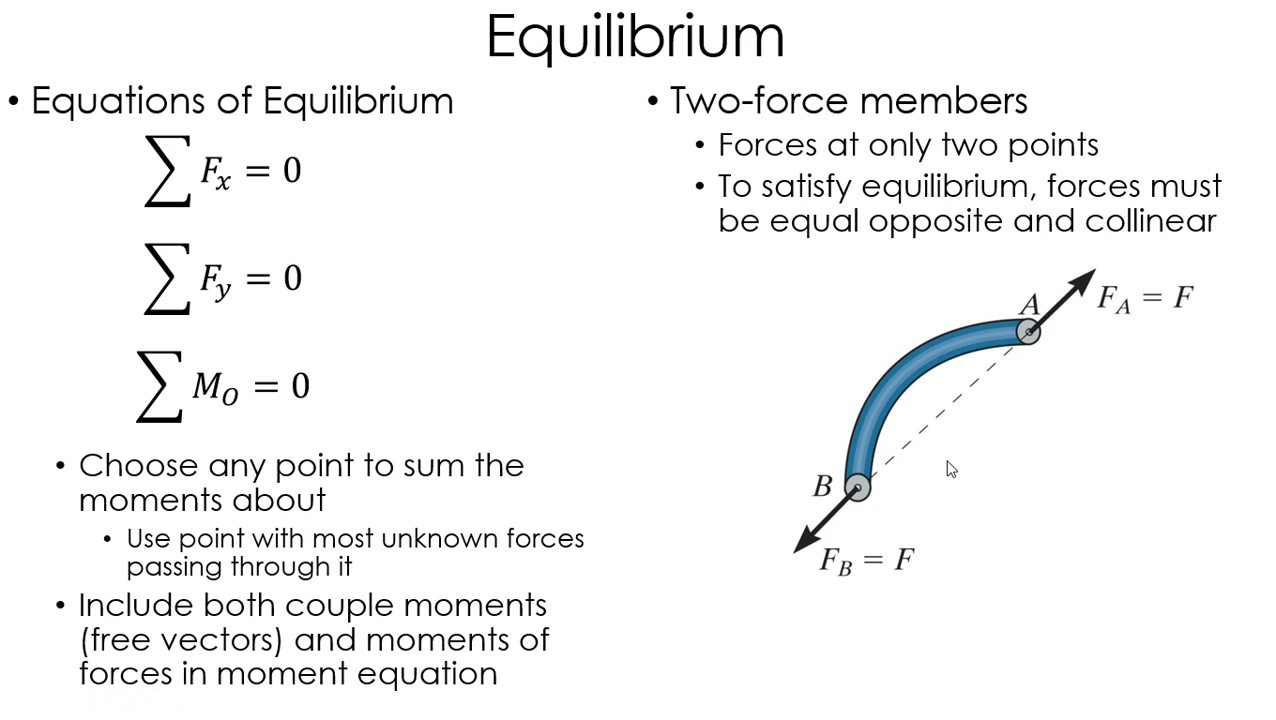 Equilibrium
• Equations of Equilibrium
∑ Fₓ = 0
∑ F_y = 0
∑ M_O = 0
• Choose any point to sum the
moments about
• Use point with most unknown forces
passing through it
• Include both couple moments
(free vectors) and moments of
forces in moment equation
• Two-force members
• Forces at only two points
• To satisfy equilibrium, forces must
be equal opposite and collinear
A
F_A = F
B
F_B = F